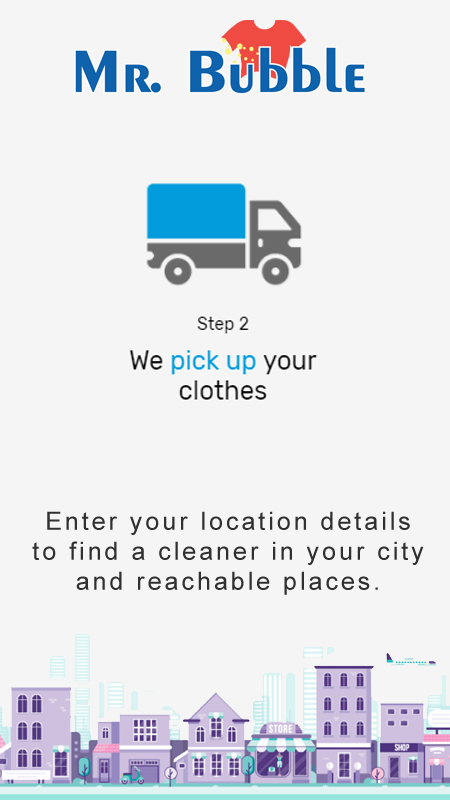 Mr. Bubble
Step 2
We pick up your
clothes
Enter your location details
to find a cleaner in your city
and reachable places.
STORE
SHOP